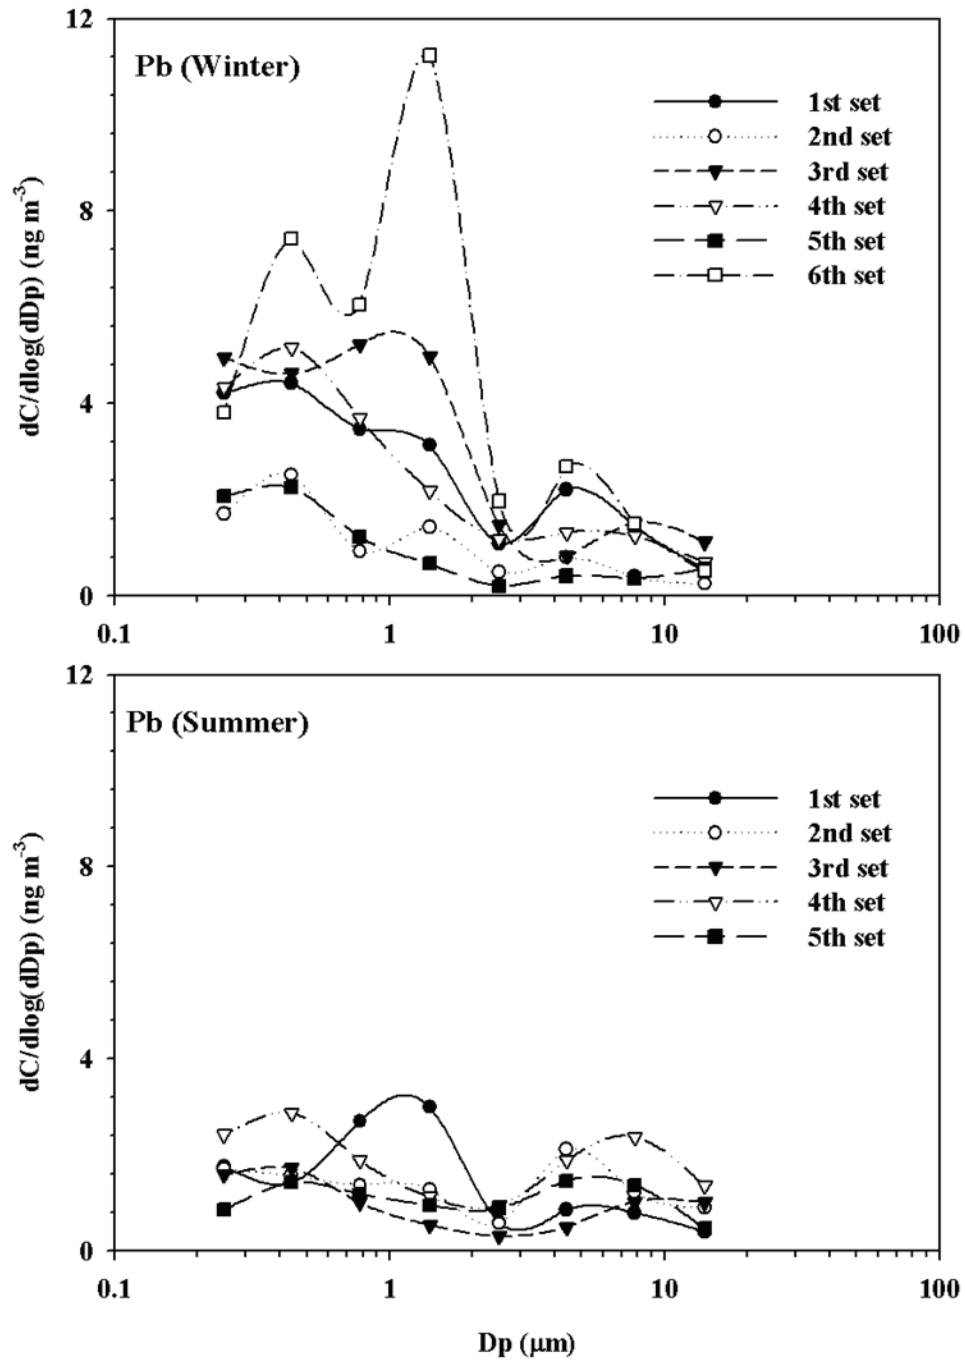 12
Pb (Winter)
1st set
2nd set
3rd set
4th set
5th set
6th set
8
4
0
dC/dlog(dDp) (ng m-3)
0.1 1 10 100
12
Pb (Summer)
1st set
2nd set
3rd set
4th set
5th set
8
4
0
dC/dlog(dDp) (ng m-3)
0.1 1 10 100
Dp (μm)